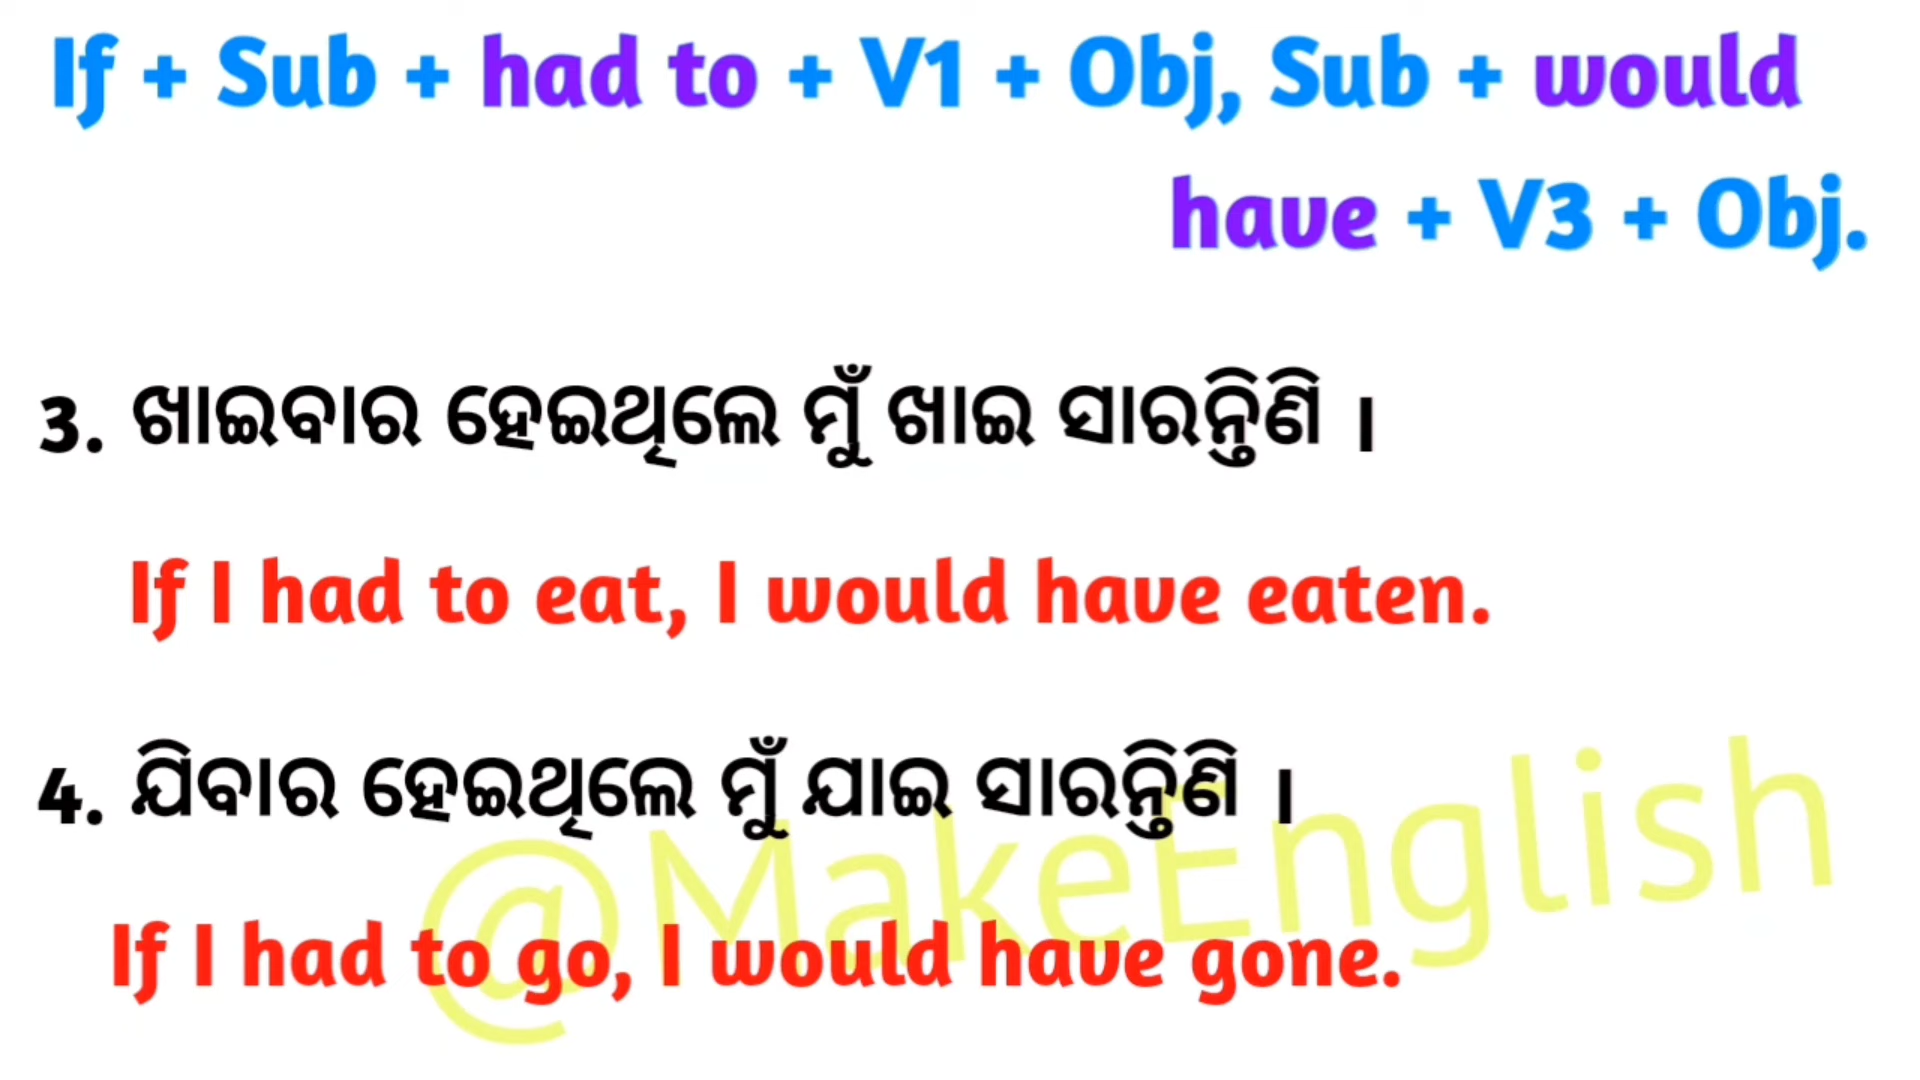 If + Sub + had to + V1 + Obj, Sub + would
have + V3 + Obj.
3. ଖାଇବାର ହେଇଥିଲେ ମୁଁ ଖାଇ ସାରନ୍ତିଣି ।
If I had to eat, I would have eaten.
4. ଯିବାର ହେଇଥିଲେ ମୁଁ ଯାଇ ସାରନ୍ତିଣି ।
@MakeEnglish
If I had to go, I would have gone.